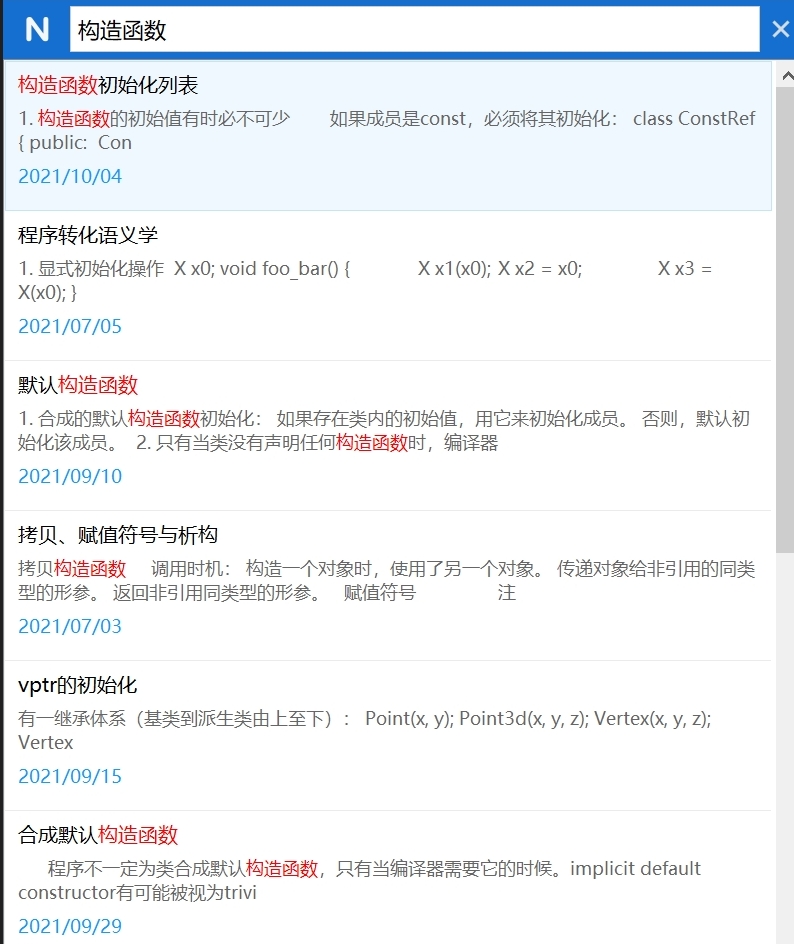 N
构造函数
构造函数初始化列表
1. 构造函数的初始值有时必不可少 如果成员是const，必须将其初始化： class ConstRef
{ public: Con
2021/10/04
程序转化语义学
1. 显式初始化操作 X x0; void foo_bar() { X x1(x0); X x2 = x0; X x3 =
X(x0); }
2021/07/05
默认构造函数
1. 合成的默认构造函数初始化： 如果存在类内的初始值，用它来初始化成员。 否则，默认初
始化该成员。 2. 只有当类没有声明任何构造函数时，编译器
2021/09/10
拷贝、赋值符号与析构
拷贝构造函数 调用时机： 构造一个对象时，使用了另一个对象。 传递对象给非引用的同类
型的形参。 返回非引用同类型的形参。 赋值符号 注
2021/07/03
vptr的初始化
有一继承体系（基类到派生类由上至下）： Point(x, y); Point3d(x, y, z); Vertex(x, y, z);
Vertex
2021/09/15
合成默认构造函数
程序不一定为类合成默认构造函数，只有当编译器需要它的时候。implicit default
constructor有可能被视为trivi
2021/09/29